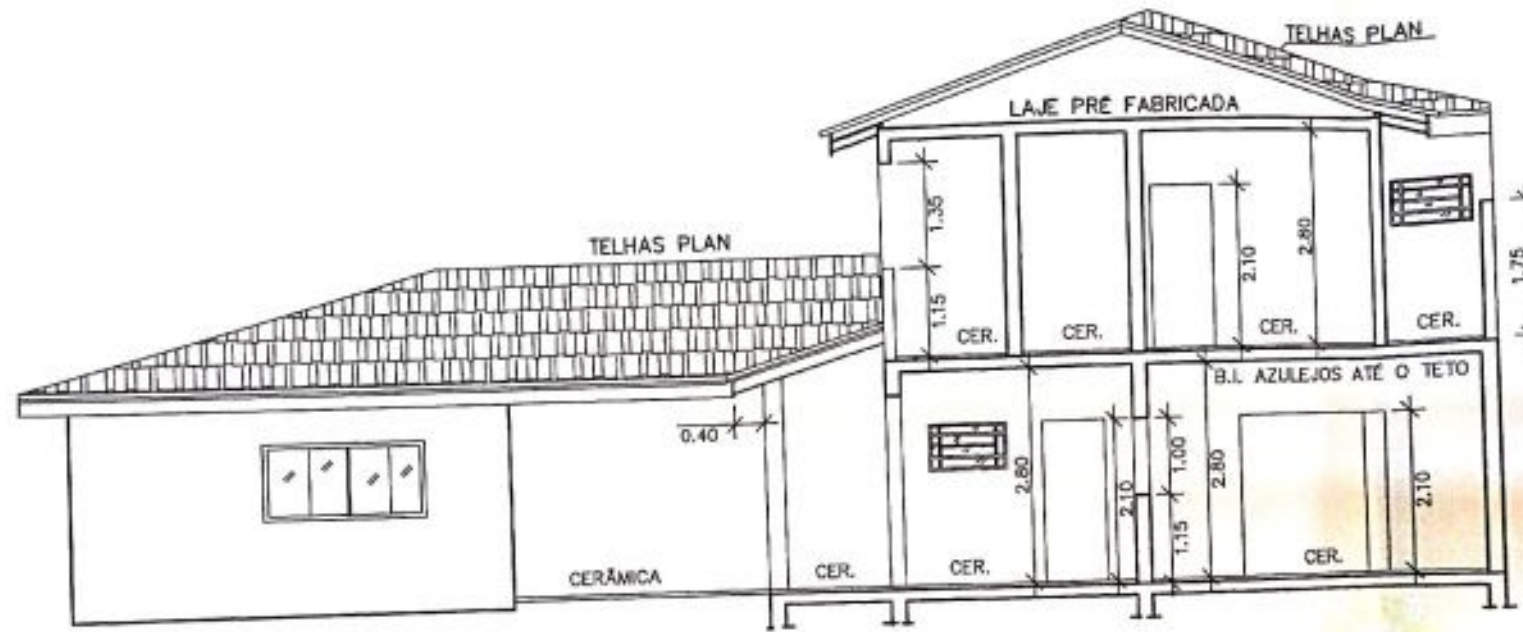 TELHAS PLAN
LAJE PRÉ FABRICADA
TELHAS PLAN
1.35
1.15
2.10
2.80
1.75
CER.
CER.
CER.
CER.
B.I. AZULEJOS ATÉ O TETO
0.40
2.80
2.10
1.00
1.15
2.80
2.10
CERÂMICA
CER.
CER.
CER.